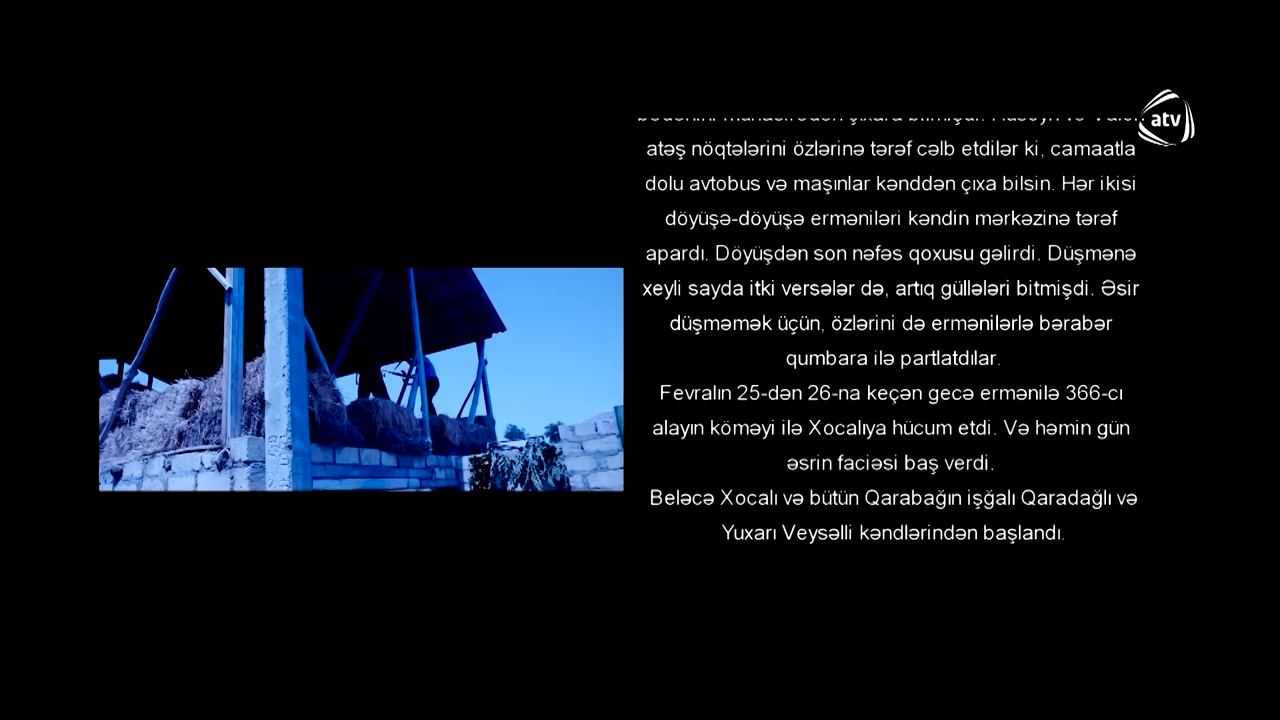 atv
atəş nöqtələrini özlərinə tərəf cəlb etdilər ki, camaatla
dolu avtobus və maşınlar kənddən çıxa bilsin. Hər ikisi
döyüşə-döyüşə erməniləri kəndin mərkəzinə tərəf
apardı. Döyüşdən son nəfəs qoxusu gəlirdi. Düşmənə
xeyli sayda itki versələr də, artıq güllələri bitmişdi. Əsir
düşməmək üçün, özlərini də ermənilərlə bərabər
qumbara ilə partlatdılar.
Fevralın 25-dən 26-na keçən gecə ermənilə 366-cı
alayın köməyi ilə Xocalıya hücum etdi. Və həmin gün
əsrin faciəsi baş verdi.
Beləcə Xocalı və bütün Qarabağın işğalı Qaradağlı və
Yuxarı Veysəlli kəndlərindən başlandı.